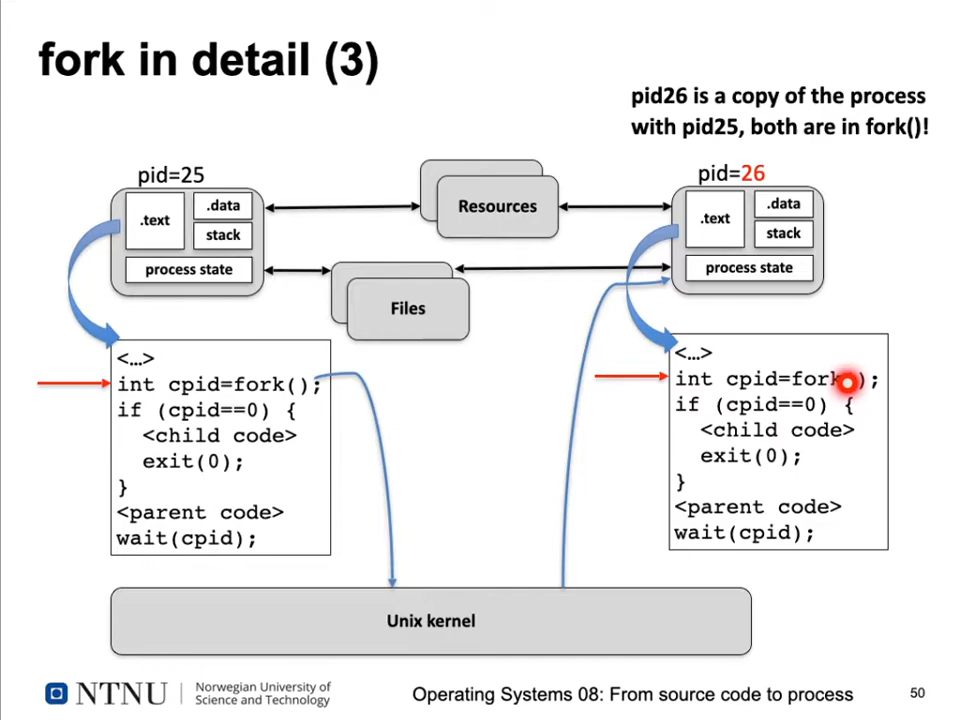 fork in detail (3)
pid26 is a copy of the process
with pid25, both are in fork()!
pid=25
.text
.data
stack
process state
Resources
Files
pid=26
.text
.data
stack
process state
<…>
int cpid=fork();
if (cpid==0) {
<child code>
exit(0);
}
<parent code>
wait(cpid);
<…>
int cpid=fork);
if (cpid==0) {
<child code>
exit(0);
}
<parent code>
wait(cpid);
Unix kernel
NTNU
Norwegian University of
Science and Technology
Operating Systems 08: From source code to process
50